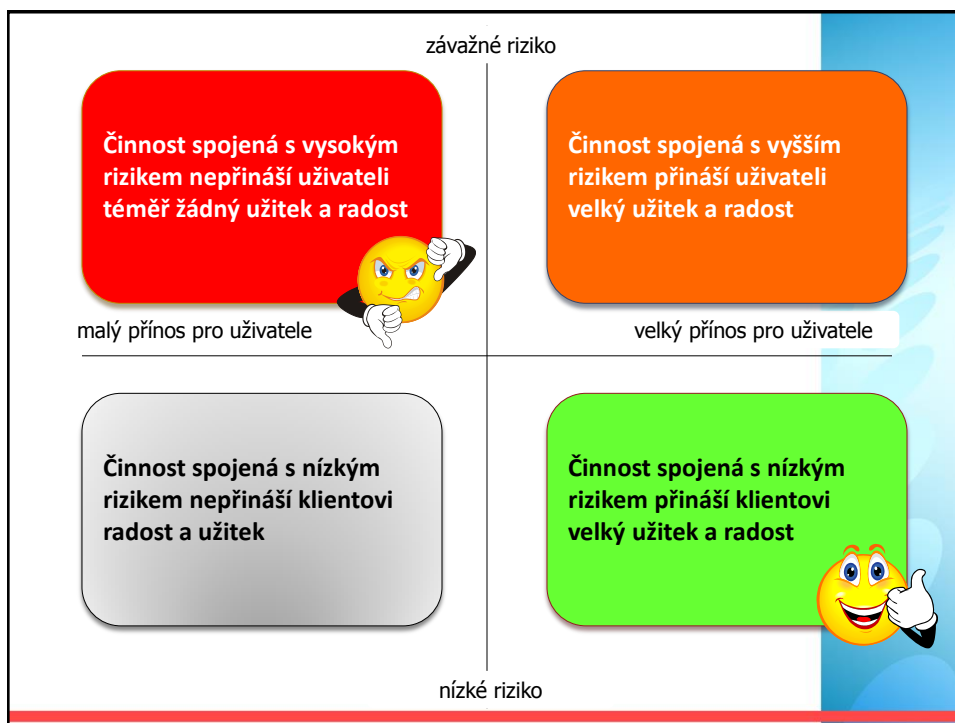 závažné riziko
Činnost spojená s vysokým
rizikem nepřináší uživateli
téměř žádný užitek a radost
Činnost spojená s vyšším
rizikem přináší uživateli
velký užitek a radost
malý přínos pro uživatele
velký přínos pro uživatele
Činnost spojená s nízkým
rizikem nepřináší klientovi
radost a užitek
Činnost spojená s nízkým
rizikem přináší klientovi
velký užitek a radost
nízké riziko